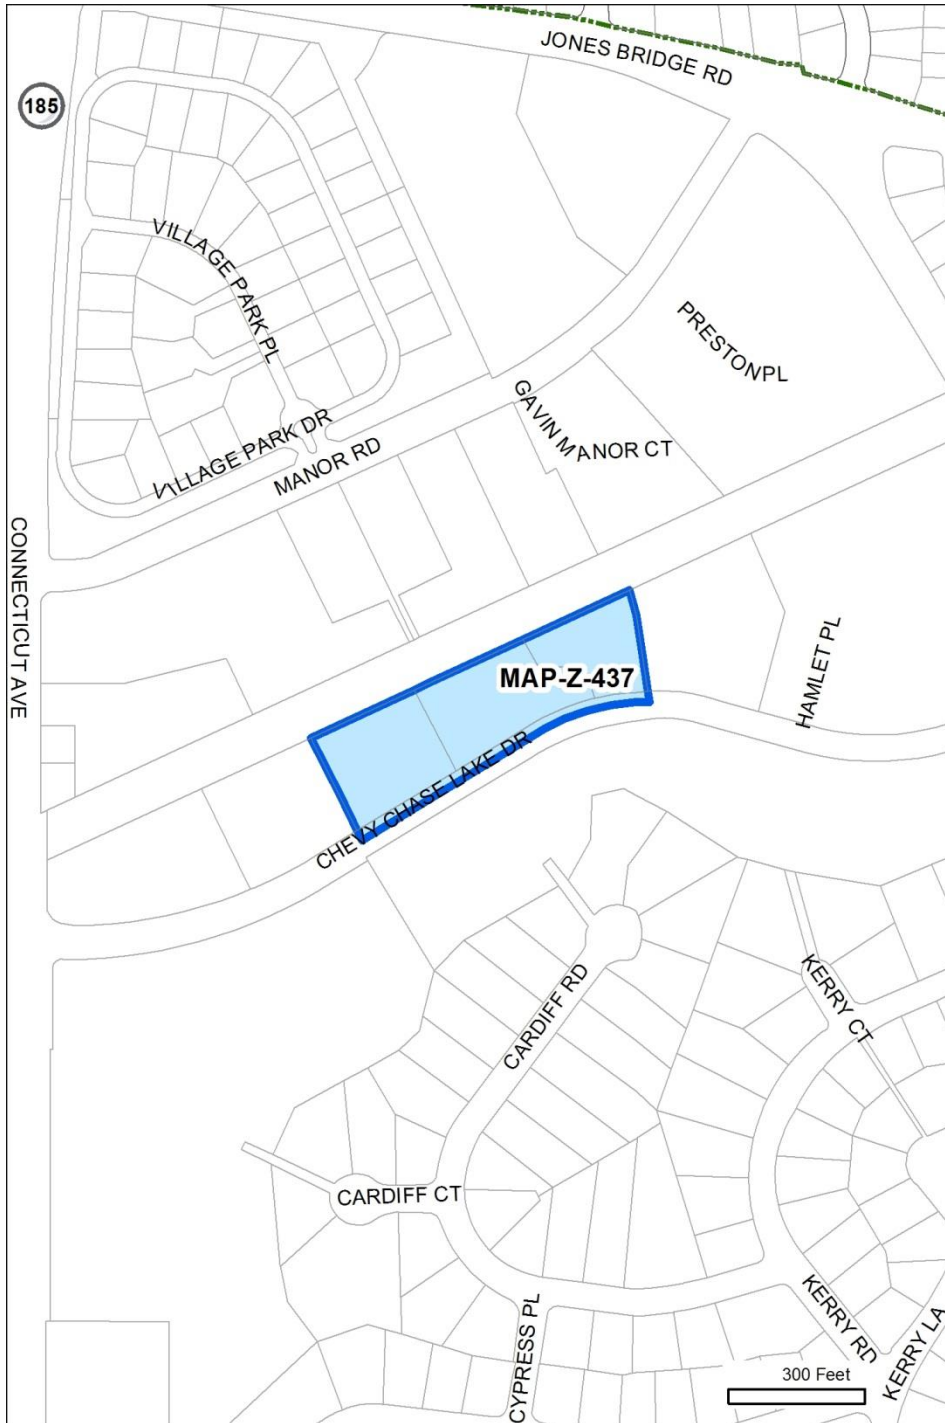 JONES BRIDGE RD
185
VILLAGE PARK PL
PRESTON PL
GAVIN MANOR CT
VILLAGE PARK DR
MANOR RD
CONNECTICUT AVE
HAMLET PL
MAP-Z-437
CHEVY CHASE LAKE DR
KERRY CT
CARDIFF RD
CARDIFF CT
KERRY RD
KERRY LA
CYPRESS PL
300 Feet